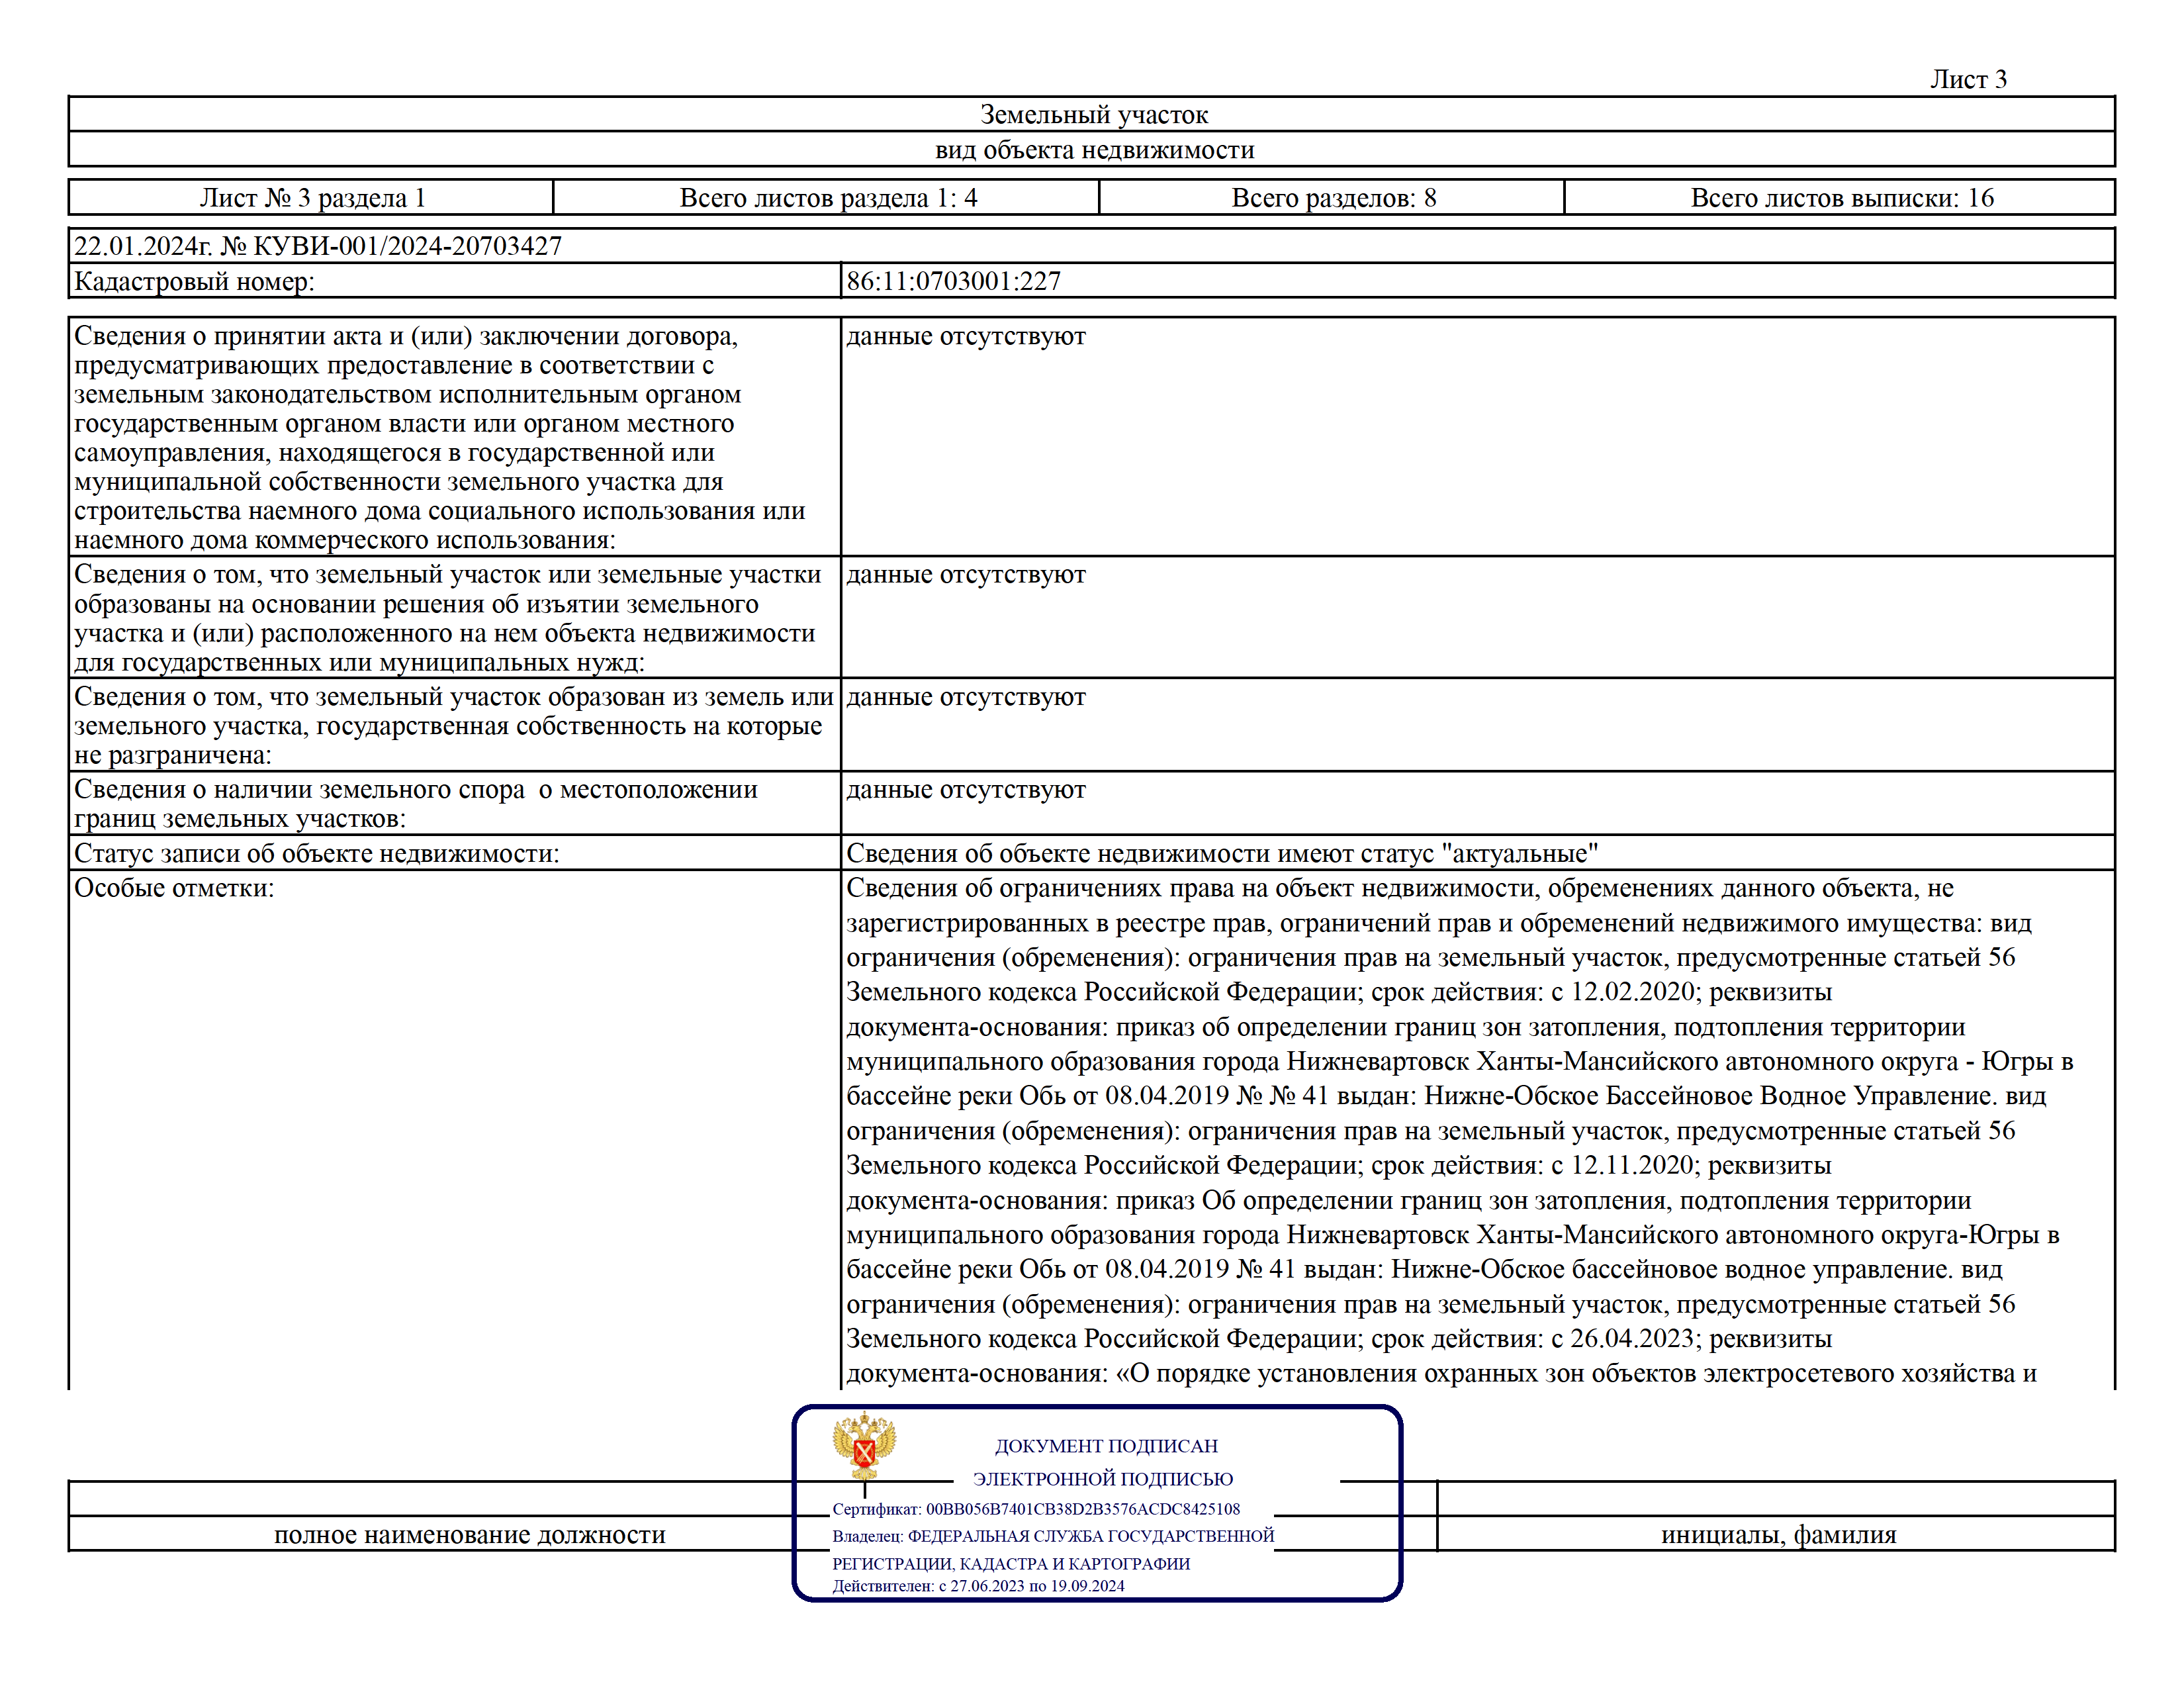 Лист 3
Земельный участок
вид объекта недвижимости
Лист № 3 раздела 1
Всего листов раздела 1: 4
Всего разделов: 8
Всего листов выписки: 16
22.01.2024г. № КУВИ-001/2024-20703427
Кадастровый номер:
86:11:0703001:227
Сведения о принятии акта и (или) заключении договора,
предусматривающих предоставление в соответствии с
земельным законодательством исполнительным органом
государственным органом власти или органом местного
самоуправления, находящегося в государственной или
муниципальной собственности земельного участка для
строительства наемного дома социального использования или
наемного дома коммерческого использования:
данные отсутствуют
Сведения о том, что земельный участок или земельные участки
образованы на основании решения об изъятии земельного
участка и (или) расположенного на нем объекта недвижимости
для государственных или муниципальных нужд:
данные отсутствуют
Сведения о том, что земельный участок образован из земель или
земельного участка, государственная собственность на которые
не разграничена:
данные отсутствуют
Сведения о наличии земельного спора  о местоположении
границ земельных участков:
данные отсутствуют
Статус записи об объекте недвижимости:
Сведения об объекте недвижимости имеют статус "актуальные"
Особые отметки:
Сведения об ограничениях права на объект недвижимости, обременениях данного объекта, не
зарегистрированных в реестре прав, ограничений прав и обременений недвижимого имущества: вид
ограничения (обременения): ограничения прав на земельный участок, предусмотренные статьей 56
Земельного кодекса Российской Федерации; срок действия: с 12.02.2020; реквизиты
документа-основания: приказ об определении границ зон затопления, подтопления территории
муниципального образования города Нижневартовск Ханты-Мансийского автономного округа - Югры в
бассейне реки Обь от 08.04.2019 № № 41 выдан: Нижне-Обское Бассейновое Водное Управление. вид
ограничения (обременения): ограничения прав на земельный участок, предусмотренные статьей 56
Земельного кодекса Российской Федерации; срок действия: с 12.11.2020; реквизиты
документа-основания: приказ Об определении границ зон затопления, подтопления территории
муниципального образования города Нижневартовск Ханты-Мансийского автономного округа-Югры в
бассейне реки Обь от 08.04.2019 № 41 выдан: Нижне-Обское бассейновое водное управление. вид
ограничения (обременения): ограничения прав на земельный участок, предусмотренные статьей 56
Земельного кодекса Российской Федерации; срок действия: с 26.04.2023; реквизиты
документа-основания: «О порядке установления охранных зон объектов электросетевого хозяйства и
ДОКУМЕНТ ПОДПИСАН
ЭЛЕКТРОННОЙ ПОДПИСЬЮ
Сертификат: 00BB056B7401CB38D2B3576ACDC8425108
Владелец: ФЕДЕРАЛЬНАЯ СЛУЖБА ГОСУДАРСТВЕННОЙ
РЕГИСТРАЦИИ, КАДАСТРА И КАРТОГРАФИИ
Действителен: с 27.06.2023 по 19.09.2024
полное наименование должности
инициалы, фамилия